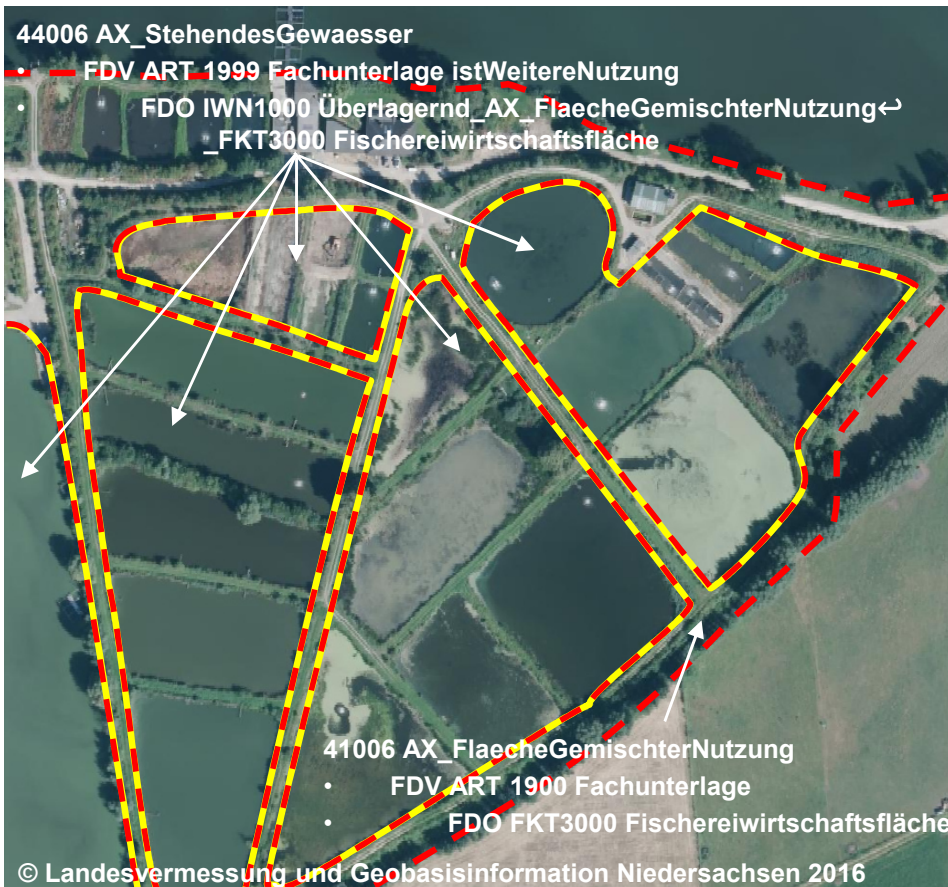 44006 AX_StehendesGewaesser
• FDV ART 1999 Fachunterlage istWeitereNutzung
• FDO IWN1000 Überlagernd_AX_FlaecheGemischterNutzung↩
_FKT3000 Fischereiwirtschaftsfläche
41006 AX_FlaecheGemischterNutzung
• FDV ART 1900 Fachunterlage
• FDO FKT3000 Fischereiwirtschaftsfläche
© Landesvermessung und Geobasisinformation Niedersachsen 2016